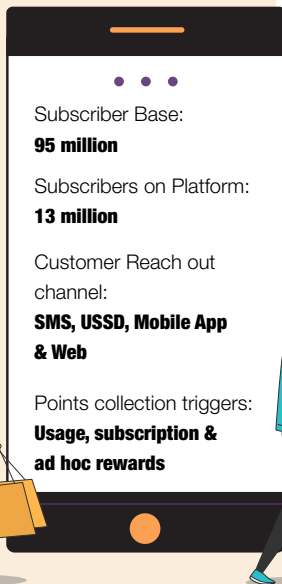 Subscriber Base:
95 million
Subscribers on Platform:
13 million
Customer Reach out
channel:
SMS, USSD, Mobile App
& Web
Points collection triggers:
Usage, subscription &
ad hoc rewards